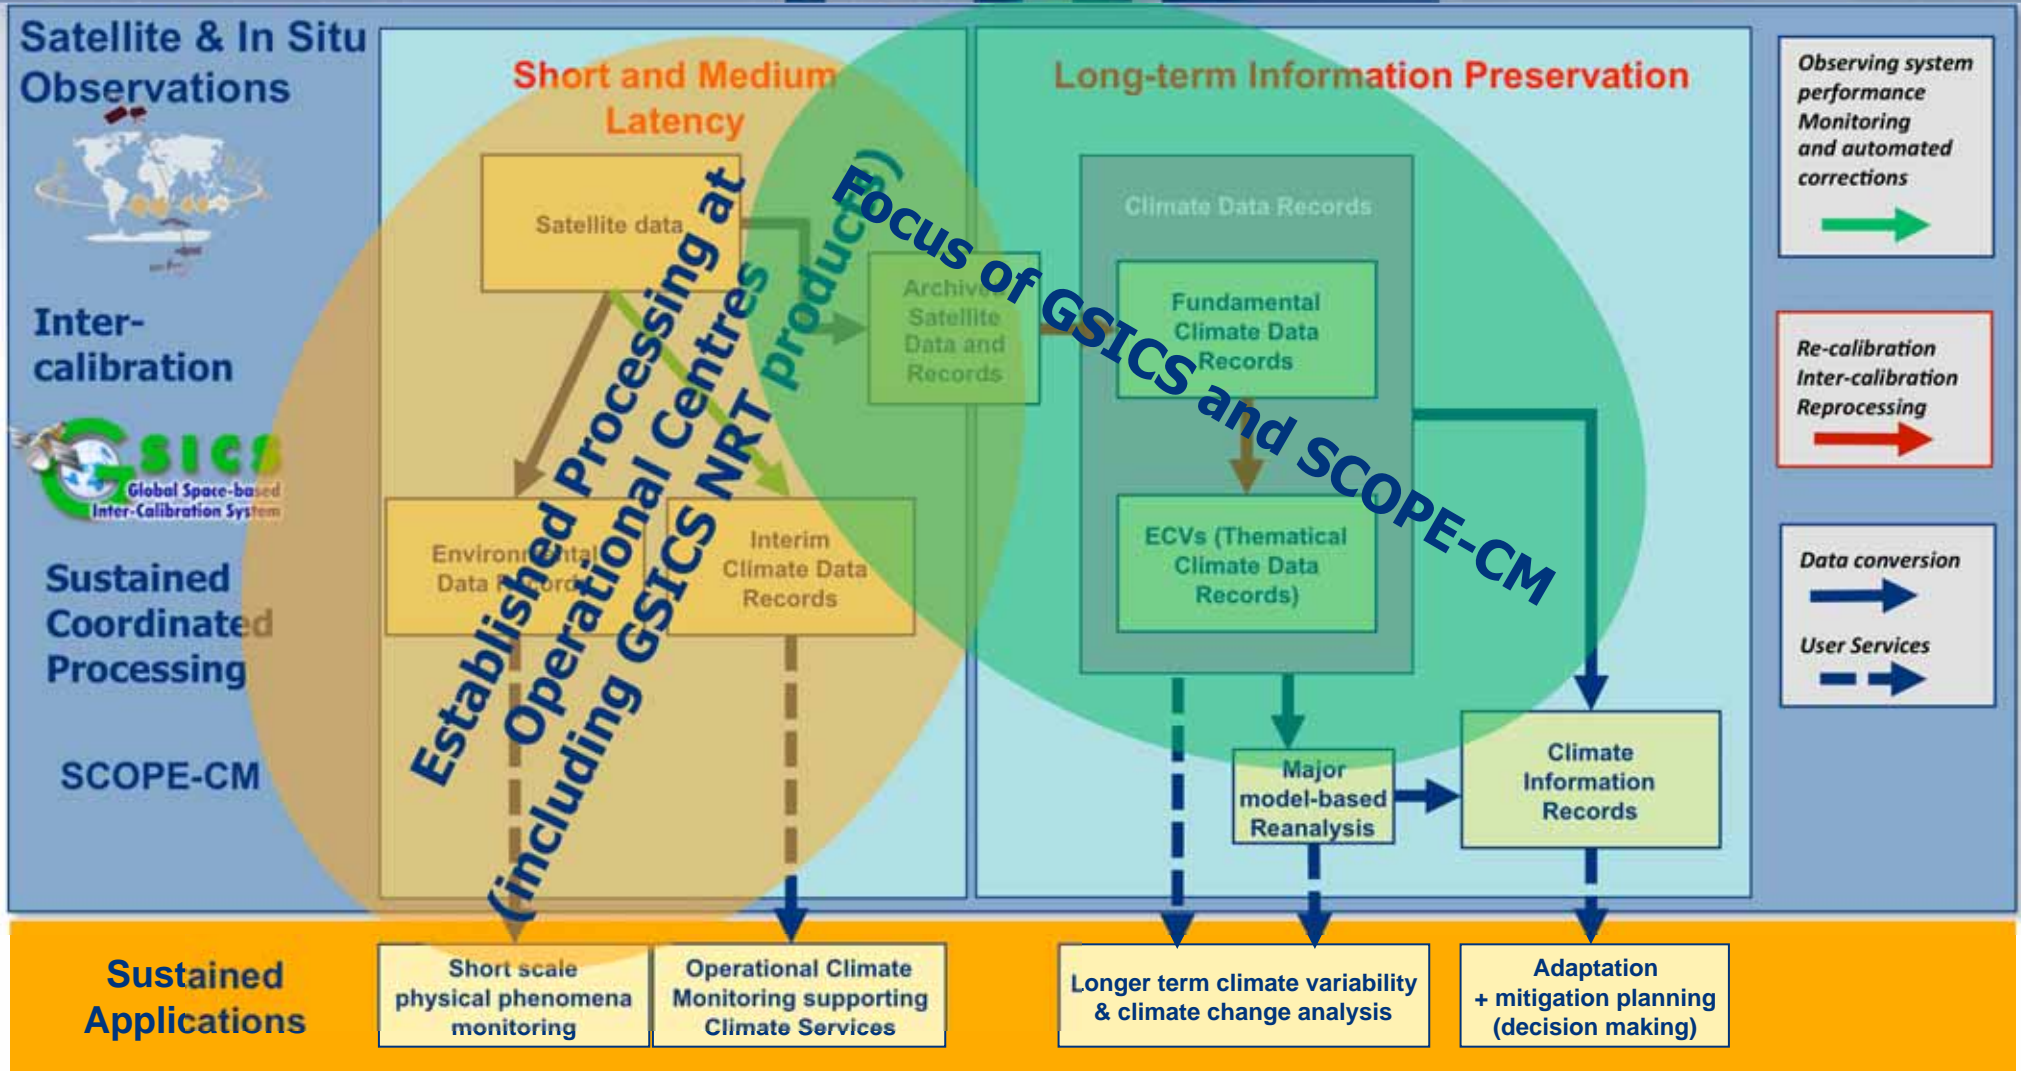 Satellite & In Situ
Observations
Inter-
calibration
GSICS
Global Space-based
Inter-Calibration System
Sustained
Coordinated
Processing
SCOPE-CM
Short and Medium
Latency
Satellite data
Archived
Satellite
Data and
Records
Environmental
Data Records
Interim
Climate Data
Records
Established Processing at
Operational Centres
(including GSICS NRT products)
Long-term Information Preservation
Climate Data Records
Fundamental
Climate Data
Records
ECVs (Thematical
Climate Data
Records)
Focus of GSICS and SCOPE-CM
Major
model-based
Reanalysis
Climate
Information
Records
Observing system
performance
Monitoring
and automated
corrections
Re-calibration
Inter-calibration
Reprocessing
Data conversion
User Services
Sustained
Applications
Short scale
physical phenomena
monitoring
Operational Climate
Monitoring supporting
Climate Services
Longer term climate variability
& climate change analysis
Adaptation
+ mitigation planning
(decision making)